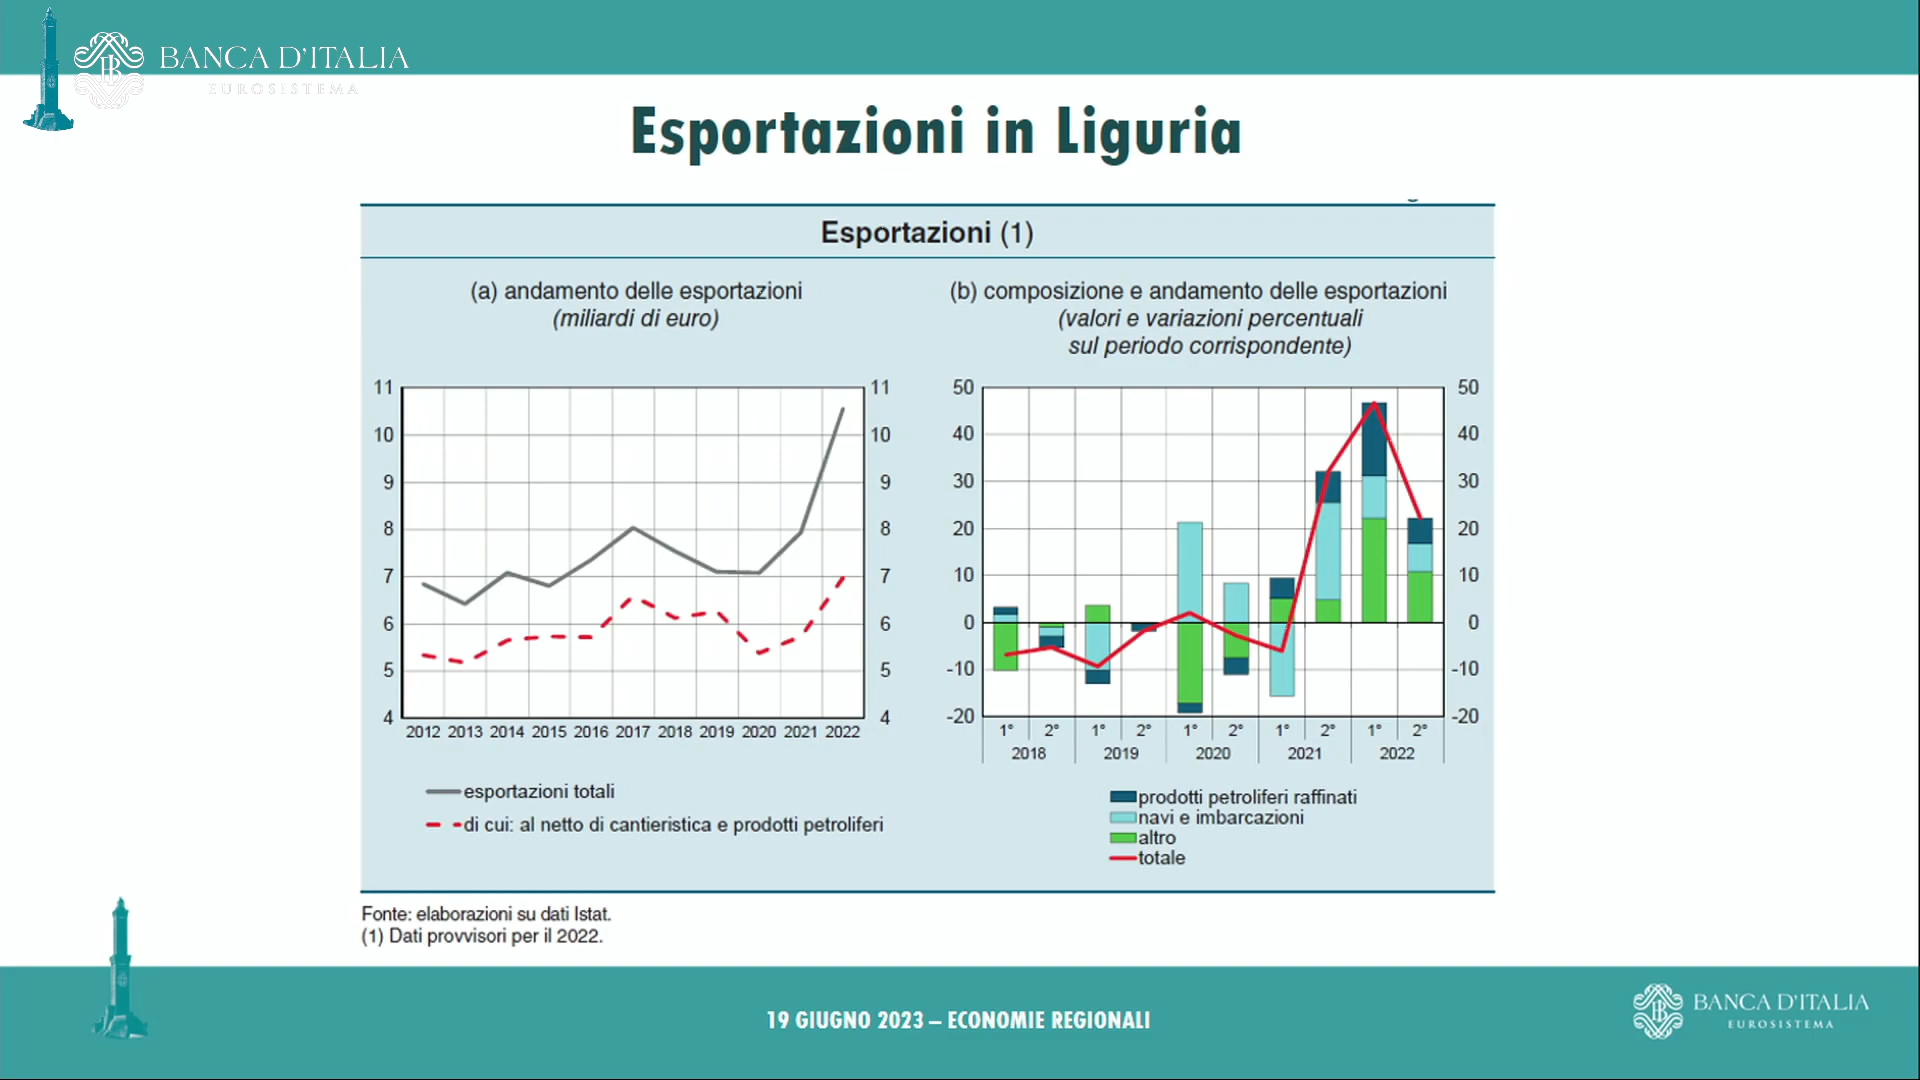 BANCA D'ITALIA
EUROSISTEMA
Esportazioni in Liguria
Esportazioni (1)
(a) andamento delle esportazioni
(miliardi di euro)
11
10
9
8
7
6
5
4
11
10
9
8
7
6
5
4
2012 2013 2014 2015 2016 2017 2018 2019 2020 2021 2022
esportazioni totali
di cui: al netto di cantieristica e prodotti petroliferi
(b) composizione e andamento delle esportazioni
(valori e variazioni percentuali
sul periodo corrispondente)
50
40
30
20
10
0
-10
-20
50
40
30
20
10
0
-10
-20
1° 2° 1° 2° 1° 2° 1° 2° 1° 2°
2018 2019 2020 2021 2022
prodotti petroliferi raffinati
navi e imbarcazioni
altro
totale
Fonte: elaborazioni su dati Istat.
(1) Dati provvisori per il 2022.
19 GIUGNO 2023 – ECONOMIE REGIONALI
BANCA D'ITALIA
EUROSISTEMA